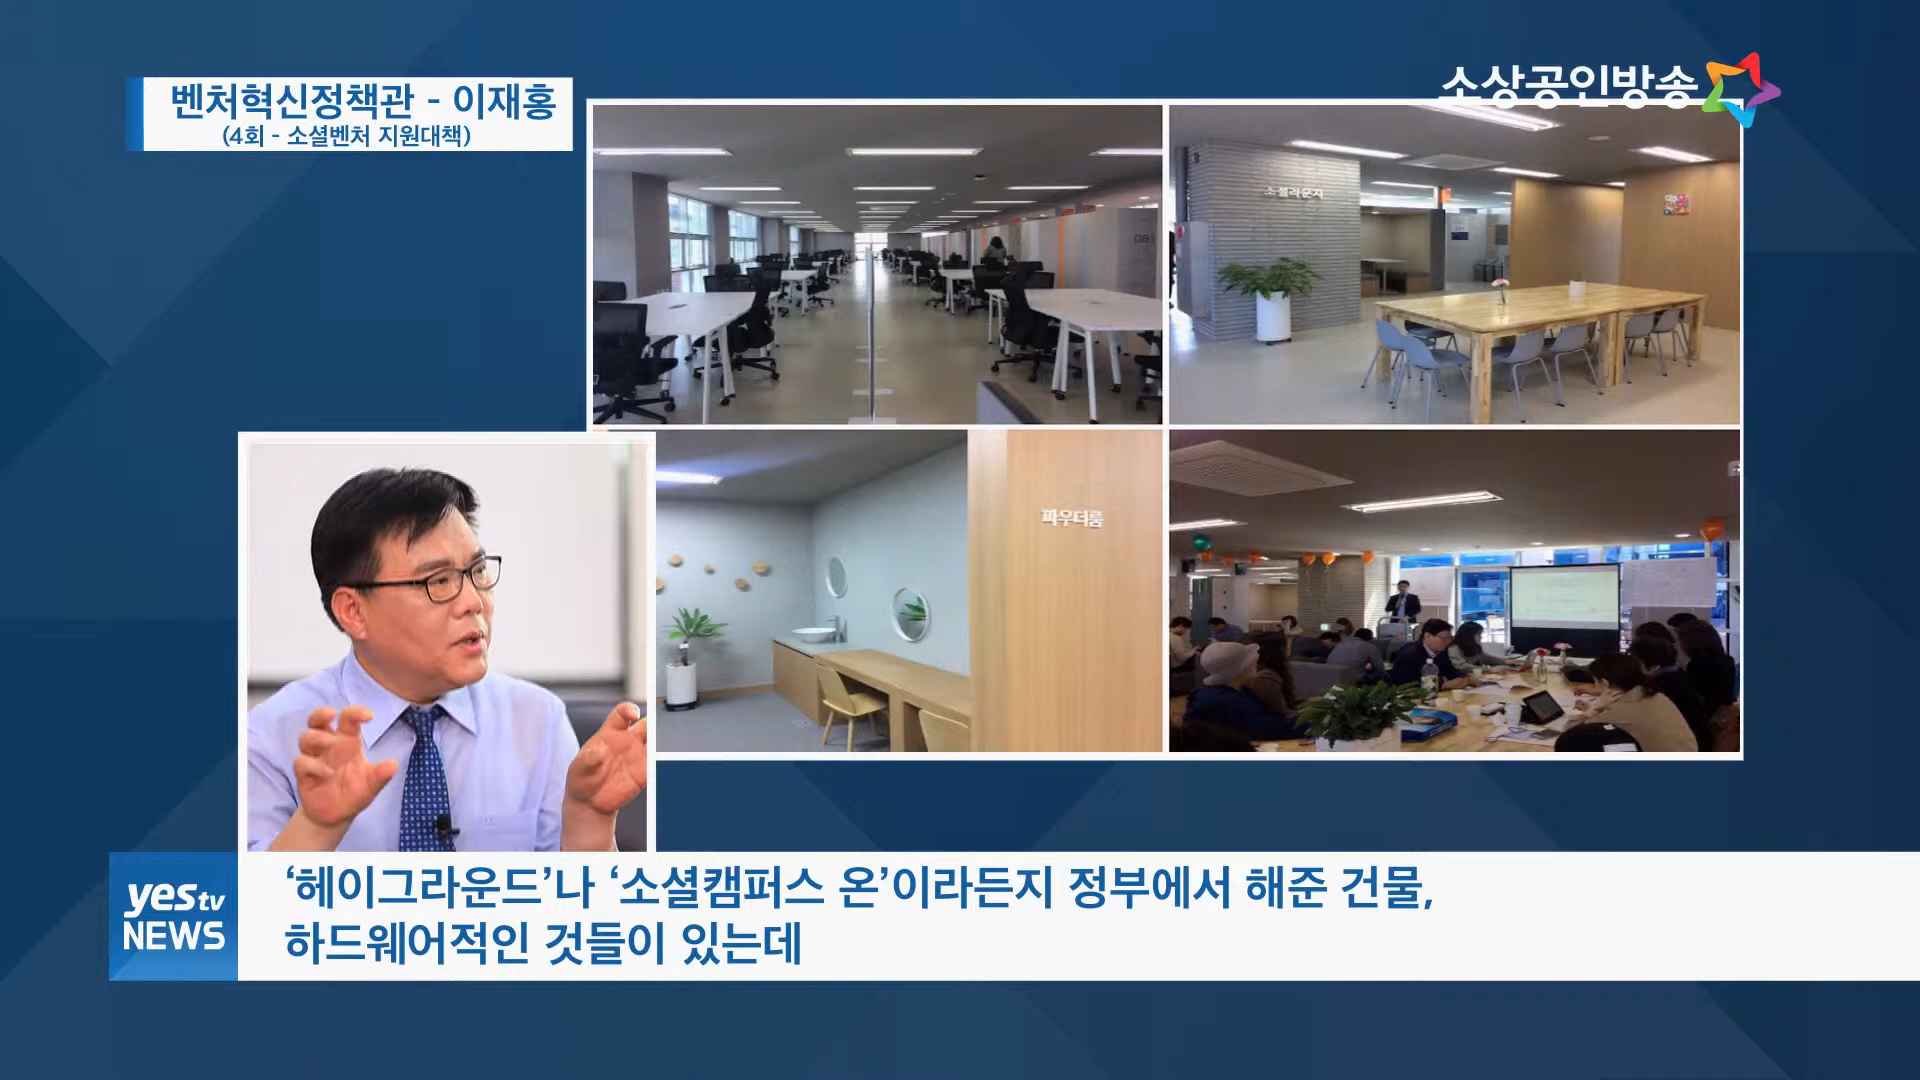 벤처혁신정책관 - 이재홍
(4회 - 소셜벤처 지원대책)
소상공인방송
소셜라운지
파우더룸
yestv
NEWS
‘헤이그라운드’나 ‘소셜캠퍼스 온’이라든지 정부에서 해준 건물,
하드웨어적인 것들이 있는데